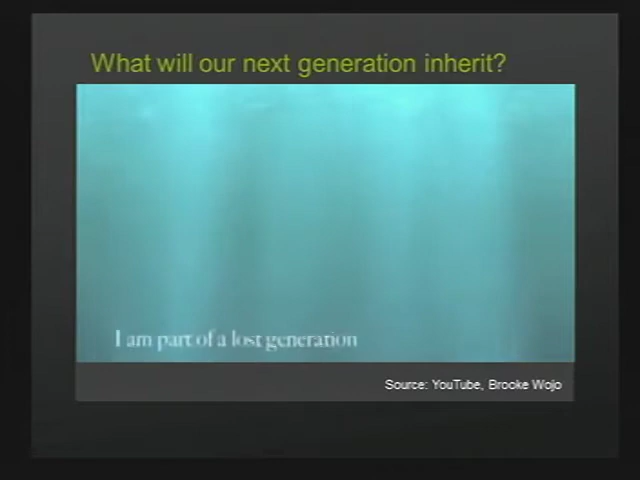 What will our next generation inherit?
I am part of a lost generation
Source: YouTube, Brooke Wojo